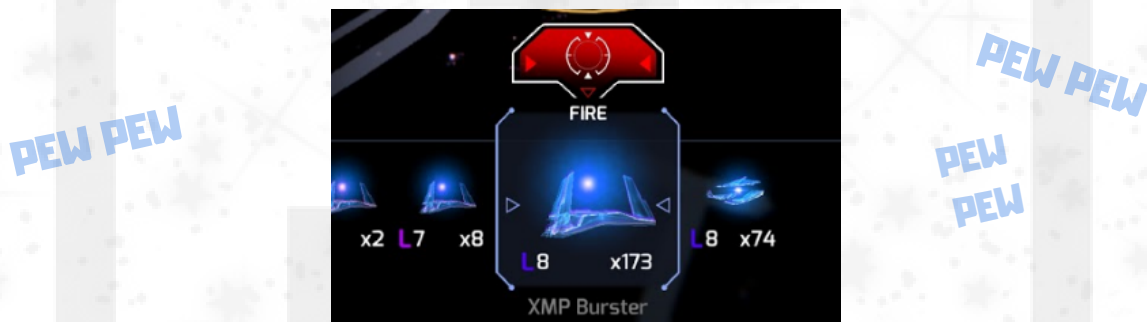 PEW PEW
PEW PEW
PEW
PEW
FIRE
x2 L7 x8
L8 x173
L8 x74
XMP Burster